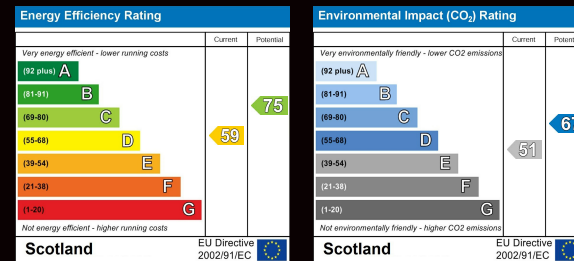 Energy Efficiency Rating
Current Potential
Very energy efficient - lower running costs
(92 plus) A
(81-91) B
75
(69-80) C
(55-68) D
59
(39-54) E
(21-38) F
(1-20) G
Not energy efficient - higher running costs
Scotland
EU Directive
2002/91/EC
Environmental Impact (CO2) Rating
Current Potent
Very environmentally friendly - lower CO2 emissions
(92 plus) A
(81-91) B
(69-80) C
(55-68) D
51
(39-54) E
(21-38) F
(1-20) G
Not environmentally friendly - higher CO2 emissions
Scotland
EU Directive
2002/91/EC